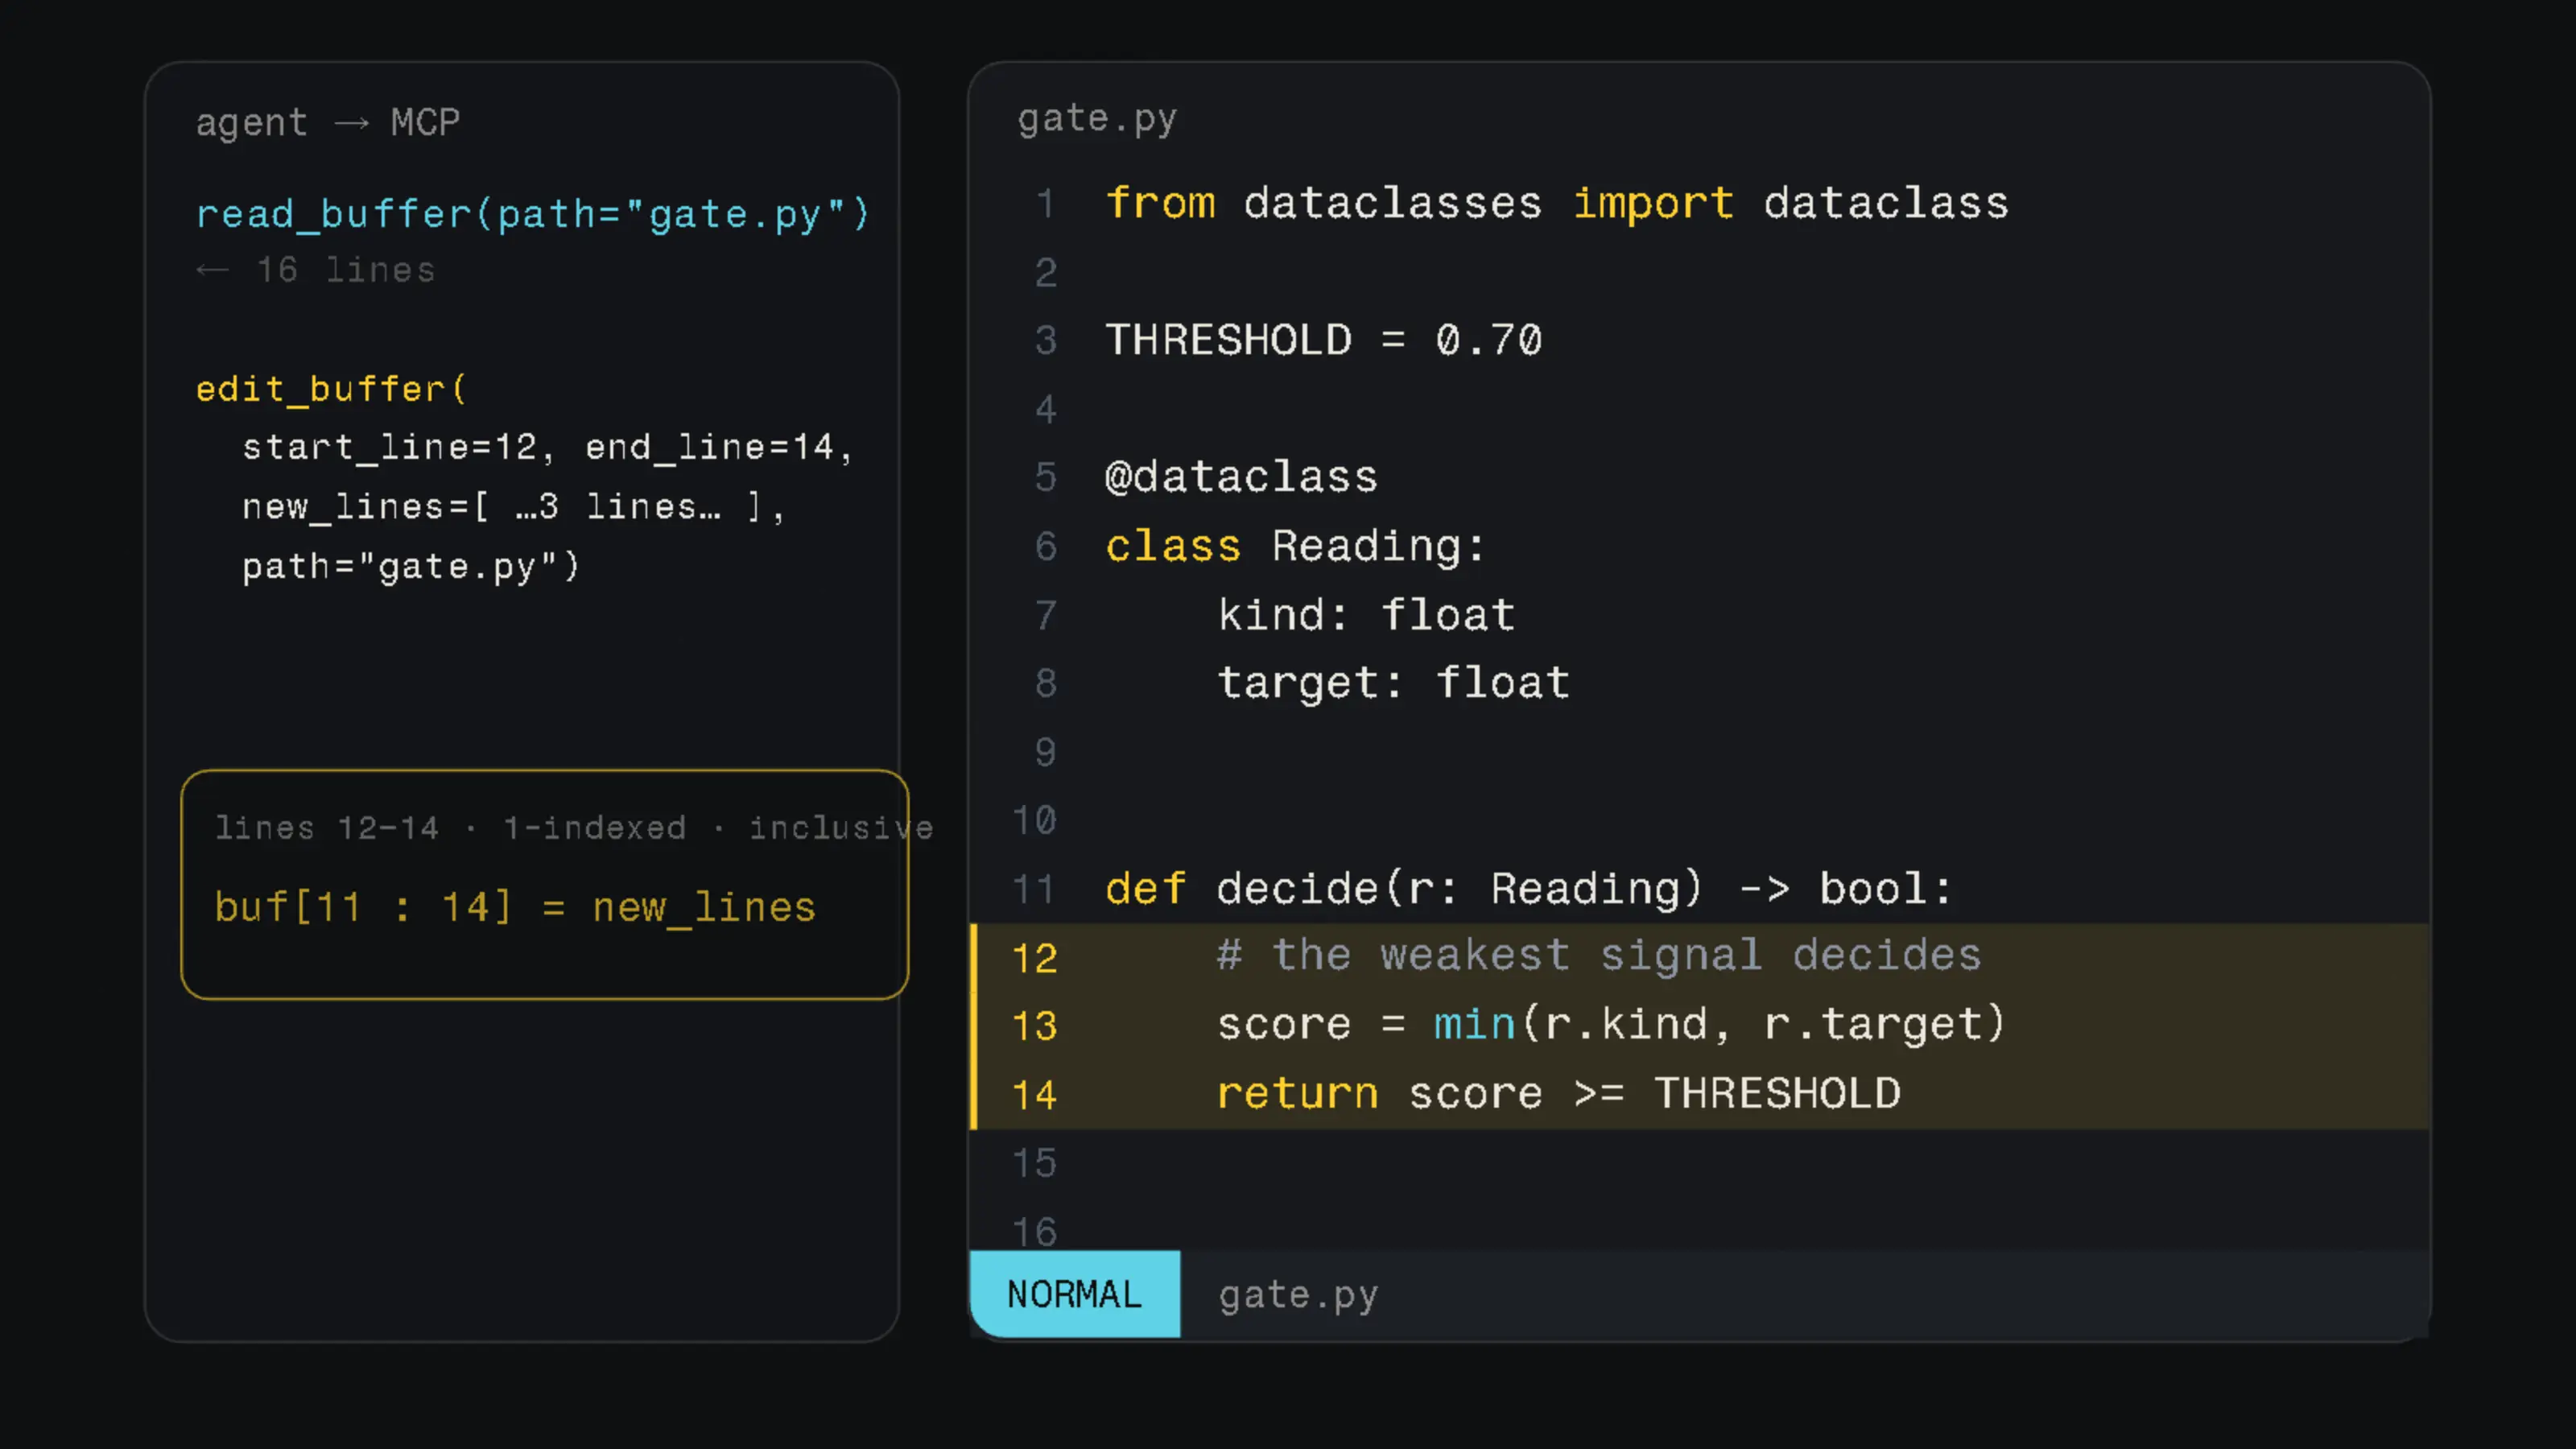 agent → MCP
read_buffer(path="gate.py")
← 16 lines
edit_buffer(
  start_line=12, end_line=14,
  new_lines=[ …3 lines… ],
  path="gate.py")
lines 12–14 · 1-indexed · inclusive
buf[11 : 14] = new_lines
gate.py
1 from dataclasses import dataclass
2
3 THRESHOLD = 0.70
4
5 @dataclass
6 class Reading:
7     kind: float
8     target: float
9
10
11 def decide(r: Reading) -> bool:
12     # the weakest signal decides
13     score = min(r.kind, r.target)
14     return score >= THRESHOLD
15
16
NORMAL gate.py